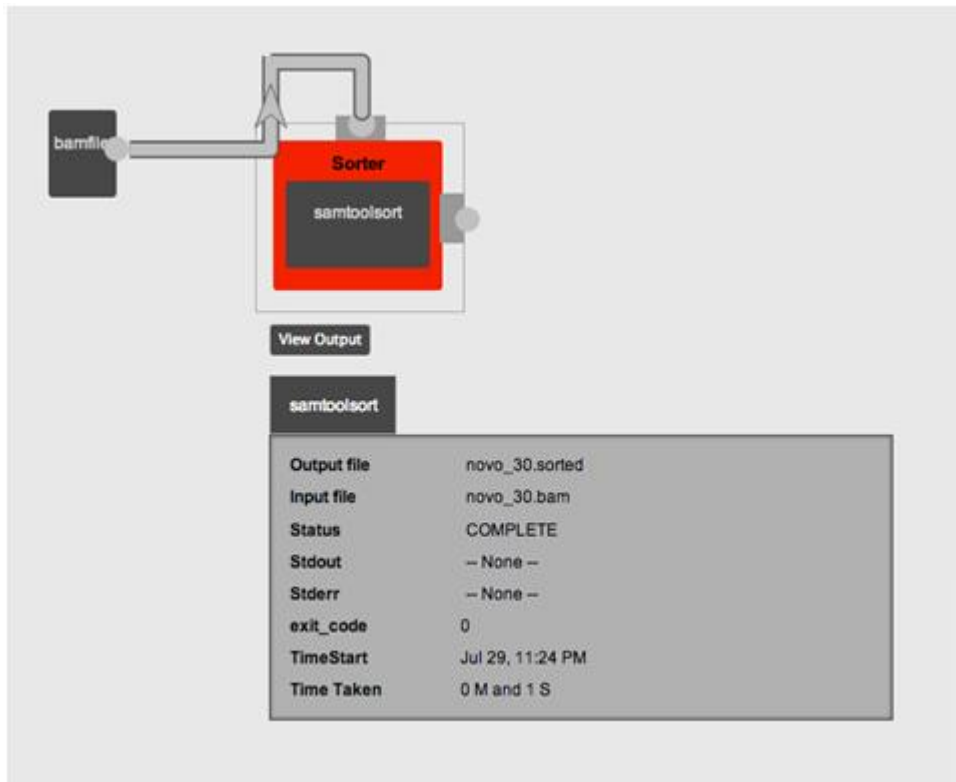 bamfile
Sorter
samtoolsort
View Output
samtoolsort
Output file novo_30.sorted
Input file novo_30.bam
Status COMPLETE
Stdout -- None --
Stderr -- None --
exit_code 0
TimeStart Jul 29, 11:24 PM
Time Taken 0 M and 1 S